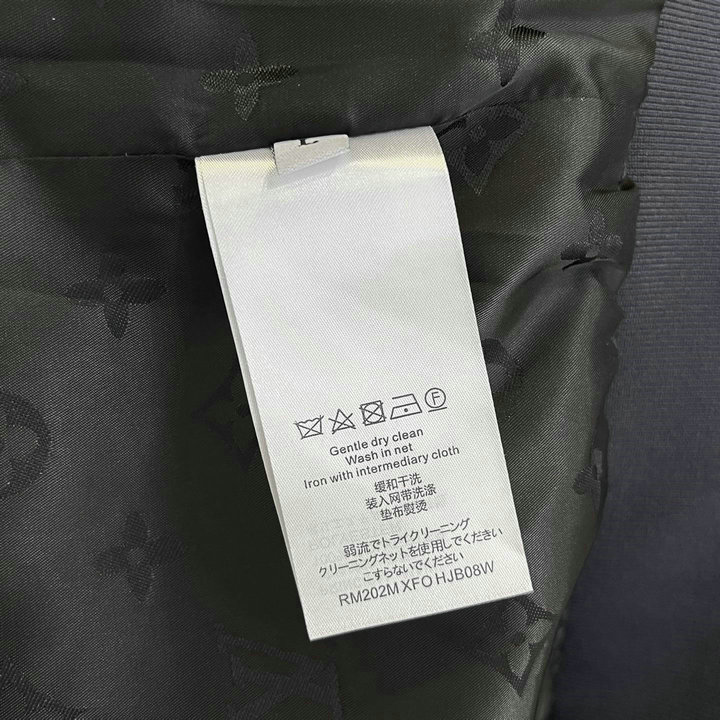 F
Gentle dry clean
Wash in net
Iron with intermediary cloth
缓和干洗
装入网带洗涤
垫布熨烫
弱流でトライクリーニング
クリーニングネットを使用してください
こすらないでください
RM202M XFO HJB08W